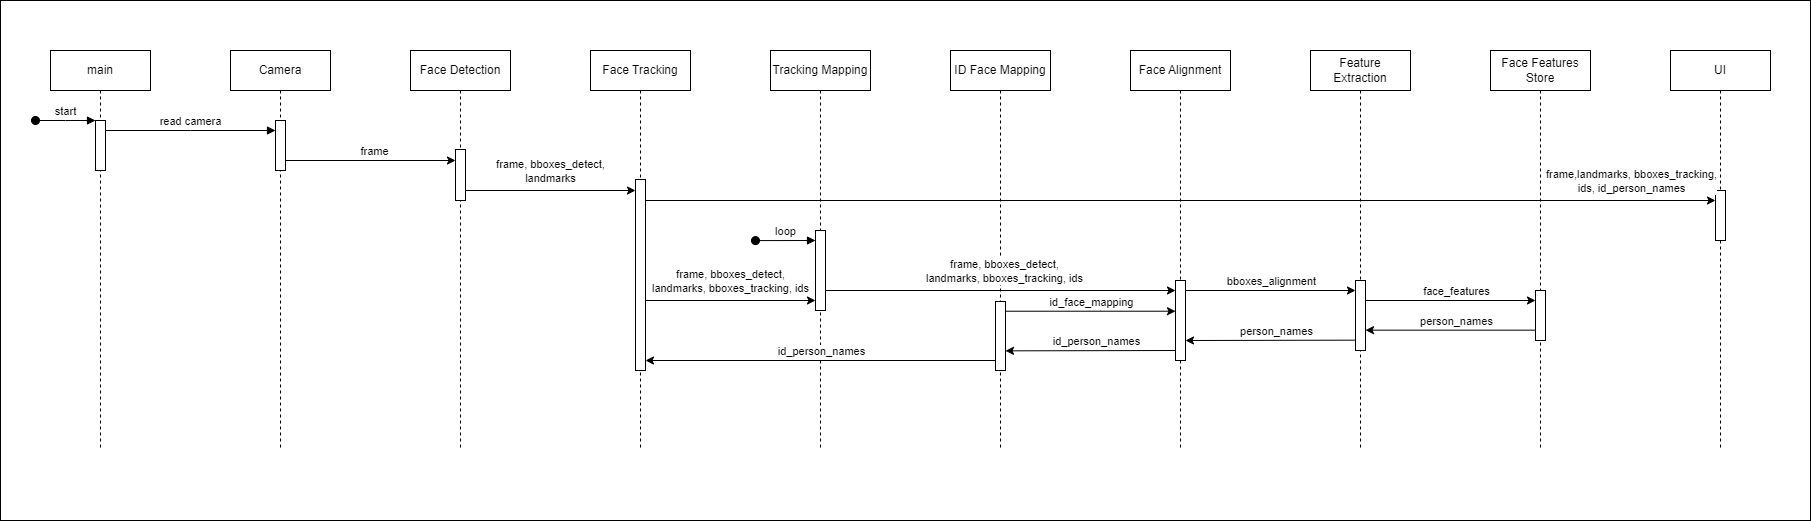 main
Camera
Face Detection
Face Tracking
Tracking Mapping
ID Face Mapping
Face Alignment
Feature
Extraction
Face Features
Store
UI
start
read camera
frame
frame, bboxes_detect,
landmarks
frame,landmarks, bboxes_tracking,
ids, id_person_names
loop
frame, bboxes_detect,
landmarks, bboxes_tracking, ids
frame, bboxes_detect,
landmarks, bboxes_tracking, ids
bboxes_alignment
face_features
id_face_mapping
person_names
person_names
id_person_names
id_person_names